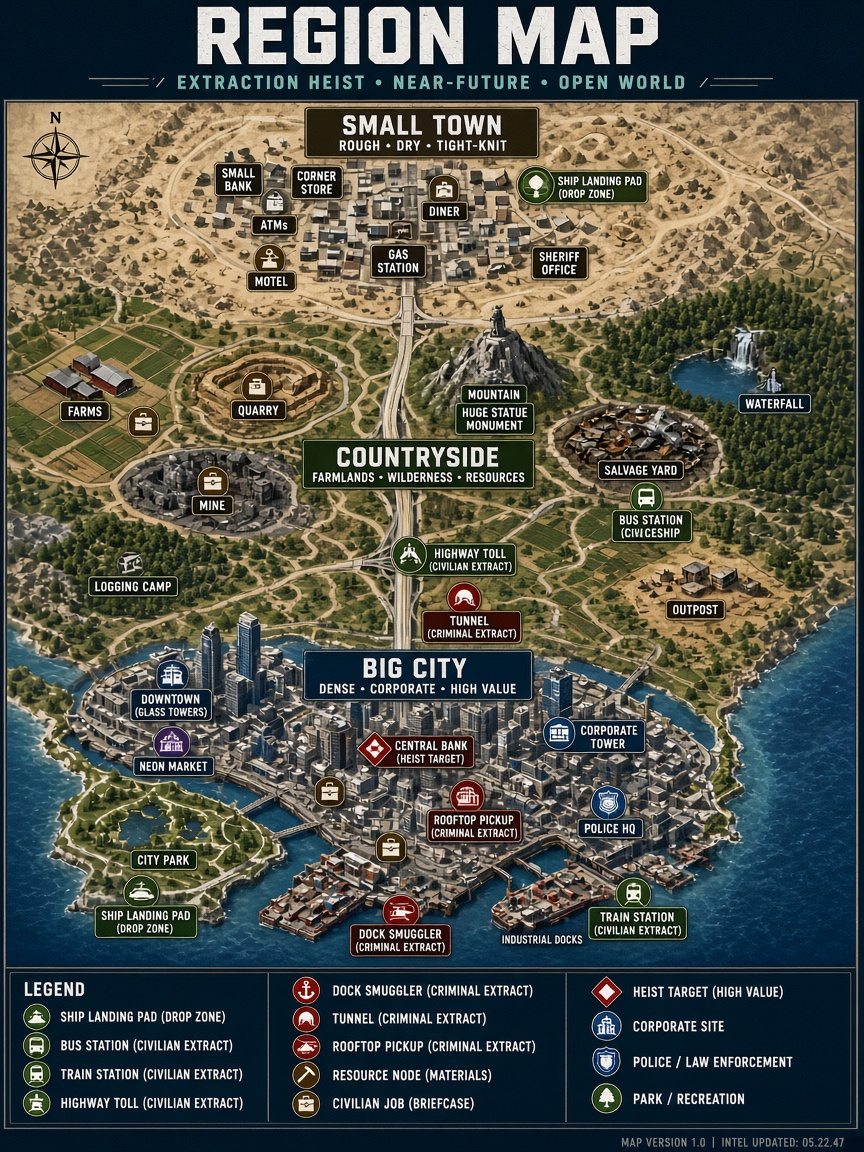 REGION MAP
EXTRACTION HEIST • NEAR-FUTURE • OPEN WORLD
N
SMALL TOWN
ROUGH • DRY • TIGHT-KNIT
SMALL
BANK
CORNER
STORE
ATMs
DINER
SHIP LANDING PAD
(DROP ZONE)
GAS
STATION
SHERIFF
OFFICE
MOTEL
FARMS
QUARRY
MOUNTAIN
HUGE STATUE
MONUMENT
WATERFALL
COUNTRYSIDE
FARMLANDS • WILDERNESS • RESOURCES
SALVAGE YARD
MINE
BUS STATION
(CIVICESHIP
HIGHWAY TOLL
(CIVILIAN EXTRACT)
LOGGING CAMP
OUTPOST
TUNNEL
(CRIMINAL EXTRACT)
BIG CITY
DENSE • CORPORATE • HIGH VALUE
DOWNTOWN
(GLASS TOWERS)
NEON MARKET
CENTRAL BANK
(HEIST TARGET)
CORPORATE
TOWER
ROOFTOP PICKUP
(CRIMINAL EXTRACT)
POLICE HQ
CITY PARK
SHIP LANDING PAD
(DROP ZONE)
DOCK SMUGGLER
(CRIMINAL EXTRACT)
INDUSTRIAL DOCKS
TRAIN STATION
(CIVILIAN EXTRACT)
LEGEND
SHIP LANDING PAD (DROP ZONE)
BUS STATION (CIVILIAN EXTRACT)
TRAIN STATION (CIVILIAN EXTRACT)
HIGHWAY TOLL (CIVILIAN EXTRACT)
DOCK SMUGGLER (CRIMINAL EXTRACT)
TUNNEL (CRIMINAL EXTRACT)
ROOFTOP PICKUP (CRIMINAL EXTRACT)
RESOURCE NODE (MATERIALS)
CIVILIAN JOB (BRIEFCASE)
HEIST TARGET (HIGH VALUE)
CORPORATE SITE
POLICE / LAW ENFORCEMENT
PARK / RECREATION
MAP VERSION 1.0 | INTEL UPDATED: 05.22.47